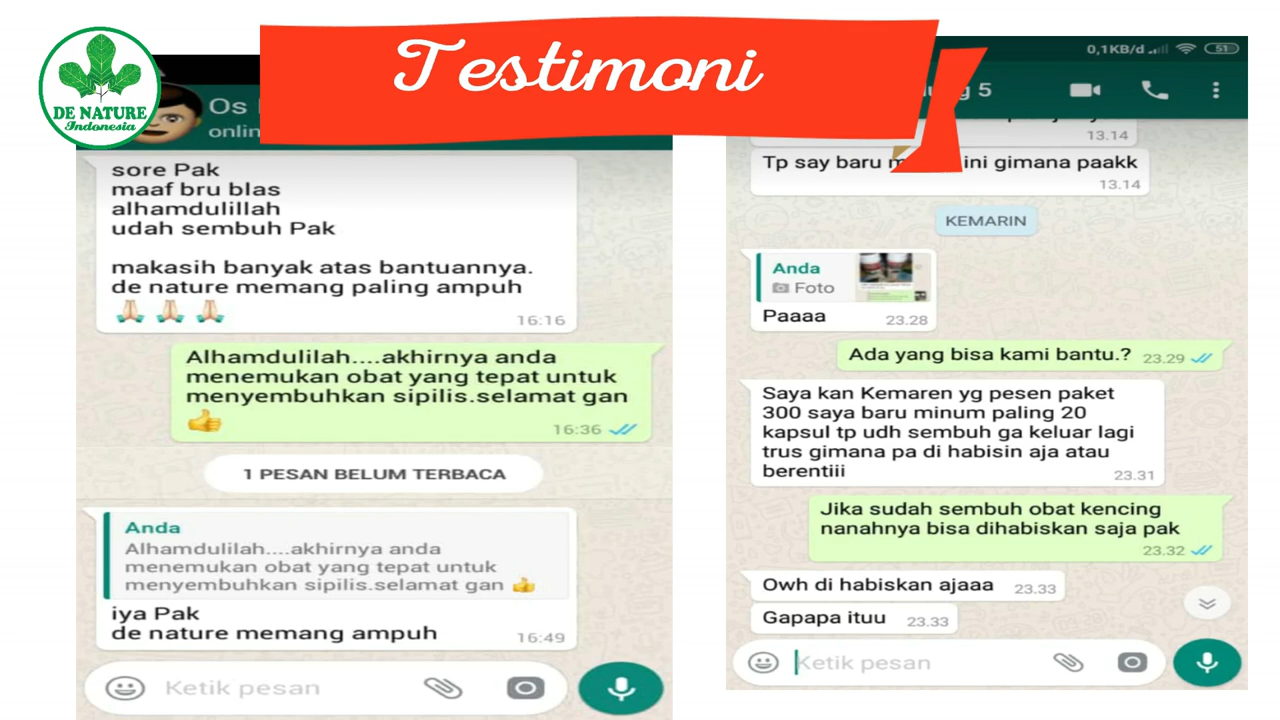 Testimoni
DE NATURE
Indonesia
Os
onlin
sore Pak
maaf bru blas
alhamdulillah
udah sembuh Pak
makasih banyak atas bantuannya.
de nature memang paling ampuh
16:16
Alhamdulilah....akhirnya anda
menemukan obat yang tepat untuk
menyembuhkan sipilis.selamat gan
16:36
1 PESAN BELUM TERBACA
Anda
Alhamdulilah....akhirnya anda
menemukan obat yang tepat untuk
menyembuhkan sipilis.selamat gan
iya Pak
de nature memang ampuh
16:49
Ketik pesan
0,1KB/d
51
g 5
13.14
Tp say baru ini gimana paakk
13.14
KEMARIN
Anda
Foto
Paaaa
23.28
Ada yang bisa kami bantu.?
23.29
Saya kan Kemaren yg pesen paket
300 saya baru minum paling 20
kapsul tp udh sembuh ga keluar lagi
trus gimana pa di habisin aja atau
berentiii
23.31
Jika sudah sembuh obat kencing
nanahnya bisa dihabiskan saja pak
23.32
Owh di habiskan ajaaa
23.33
Gapapa ituu
23.33
Ketik pesan